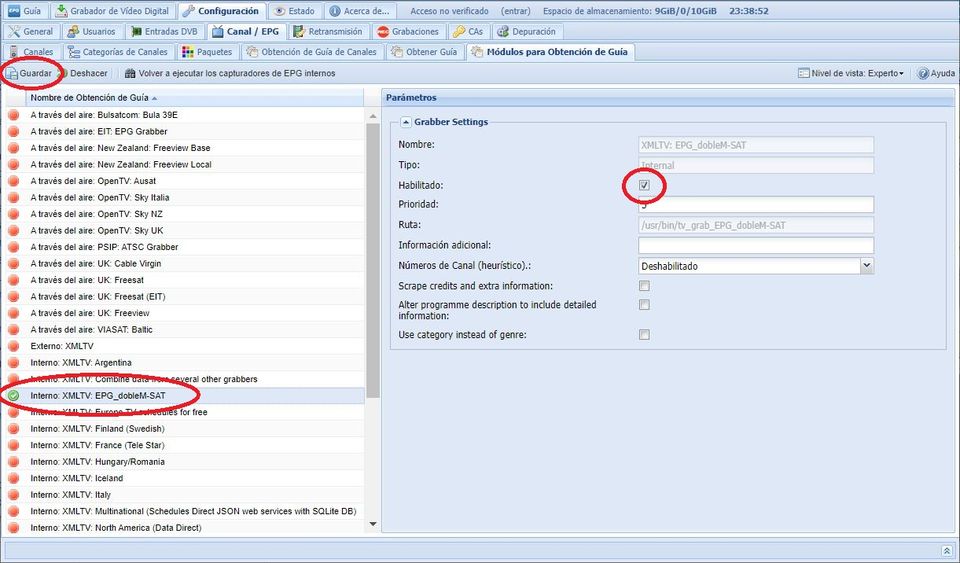 EPG Guía Grabador de Vídeo Digital Configuración Estado Acerca de... Acceso no verificado (entrar) Espacio de almacenamiento: 9GiB/0/10GiB 23:38:52
General Usuarios Entradas DVB Canal / EPG Retransmisión REC Grabaciones CAs Depuración
Canales Categorías de Canales Paquetes Obtención de Guía de Canales Obtener Guía Módulos para Obtención de Guía
Guardar Deshacer Volver a ejecutar los capturadores de EPG internos Nivel de vista: Experto Ayuda
Nombre de Obtención de Guía
A través del aire: Bulsatcom: Bula 39E
A través del aire: EIT: EPG Grabber
A través del aire: New Zealand: Freeview Base
A través del aire: New Zealand: Freeview Local
A través del aire: OpenTV: Ausat
A través del aire: OpenTV: Sky Italia
A través del aire: OpenTV: Sky NZ
A través del aire: OpenTV: Sky UK
A través del aire: PSIP: ATSC Grabber
A través del aire: UK: Cable Virgin
A través del aire: UK: Freesat
A través del aire: UK: Freesat (EIT)
A través del aire: UK: Freeview
A través del aire: VIASAT: Baltic
Externo: XMLTV
Interno: XMLTV: Argentina
Interno: XMLTV: Combine data from several other grabbers
Interno: XMLTV: EPG_dobleM-SAT
Interno: XMLTV: Europe TV schedules for free
Interno: XMLTV: Finland (Swedish)
Interno: XMLTV: France (Tele Star)
Interno: XMLTV: Hungary/Romania
Interno: XMLTV: Iceland
Interno: XMLTV: Italy
Interno: XMLTV: Multinational (Schedules Direct JSON web services with SQLite DB)
Interno: XMLTV: North America (Data Direct)
Parámetros
Grabber Settings
Nombre: XMLTV: EPG_dobleM-SAT
Tipo: Internal
Habilitado:
Prioridad:
Ruta: /usr/bin/tv_grab_EPG_dobleM-SAT
Información adicional:
Números de Canal (heurístico).: Deshabilitado
Scrape credits and extra information:
Alter programme description to include detailed
information:
Use category instead of genre: